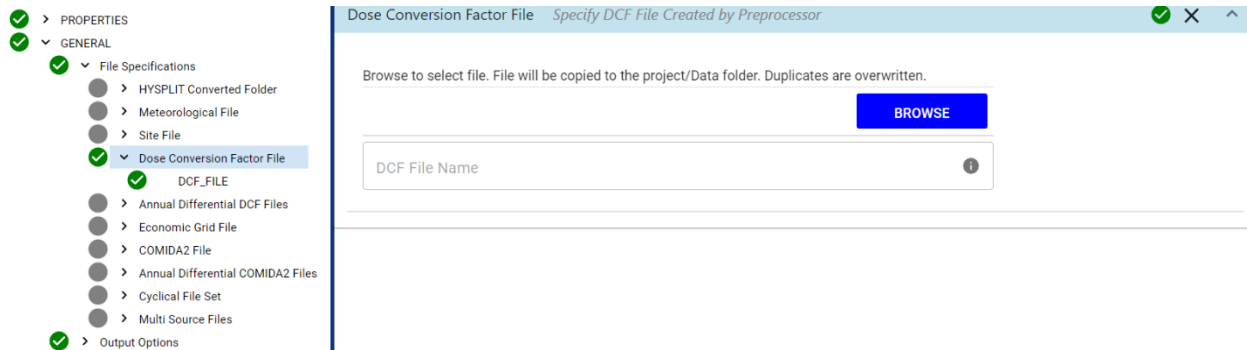 PROPERTIES
GENERAL
File Specifications
HYSPLIT Converted Folder
Meteorological File
Site File
Dose Conversion Factor File
DCF_FILE
Annual Differential DCF Files
Economic Grid File
COMIDA2 File
Annual Differential COMIDA2 Files
Cyclical File Set
Multi Source Files
Output Options
Dose Conversion Factor File Specify DCF File Created by Preprocessor
Browse to select file. File will be copied to the project/Data folder. Duplicates are overwritten.
BROWSE
DCF File Name